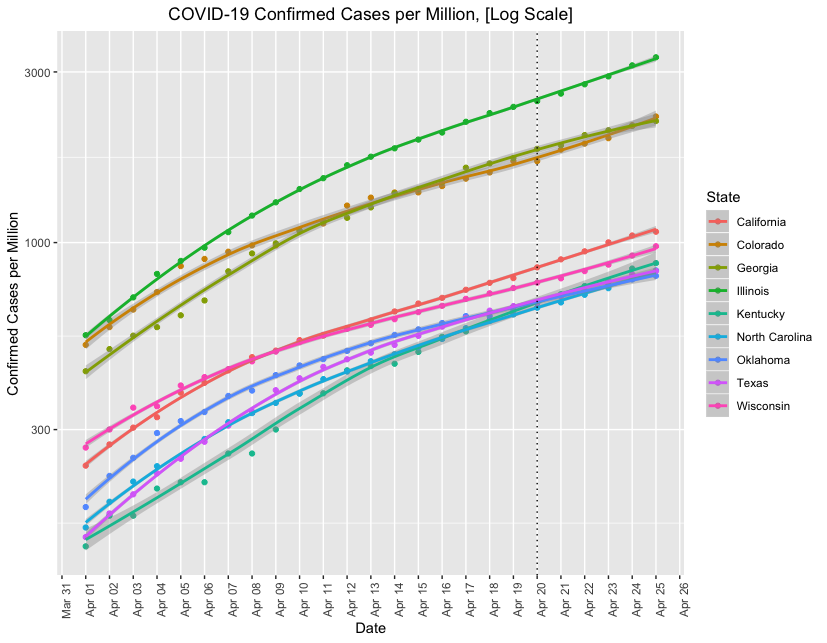 COVID-19 Confirmed Cases per Million, [Log Scale]
Confirmed Cases per Million
3000
1000
300
Mar 31
Apr 01
Apr 02
Apr 03
Apr 04
Apr 05
Apr 06
Apr 07
Apr 08
Apr 09
Apr 10
Apr 11
Apr 12
Apr 13
Apr 14
Apr 15
Apr 16
Apr 17
Apr 18
Apr 19
Apr 20
Apr 21
Apr 22
Apr 23
Apr 24
Apr 25
Apr 26
Date
State
California
Colorado
Georgia
Illinois
Kentucky
North Carolina
Oklahoma
Texas
Wisconsin